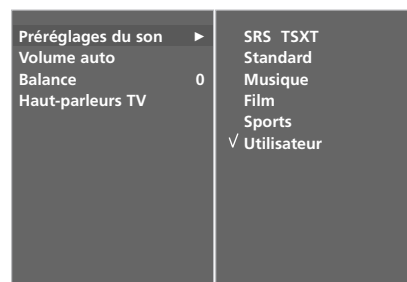 Préréglages du son ►
Volume auto
Balance 0
Haut-parleurs TV
SRS TSXT
Standard
Musique
Film
Sports
√ Utilisateur